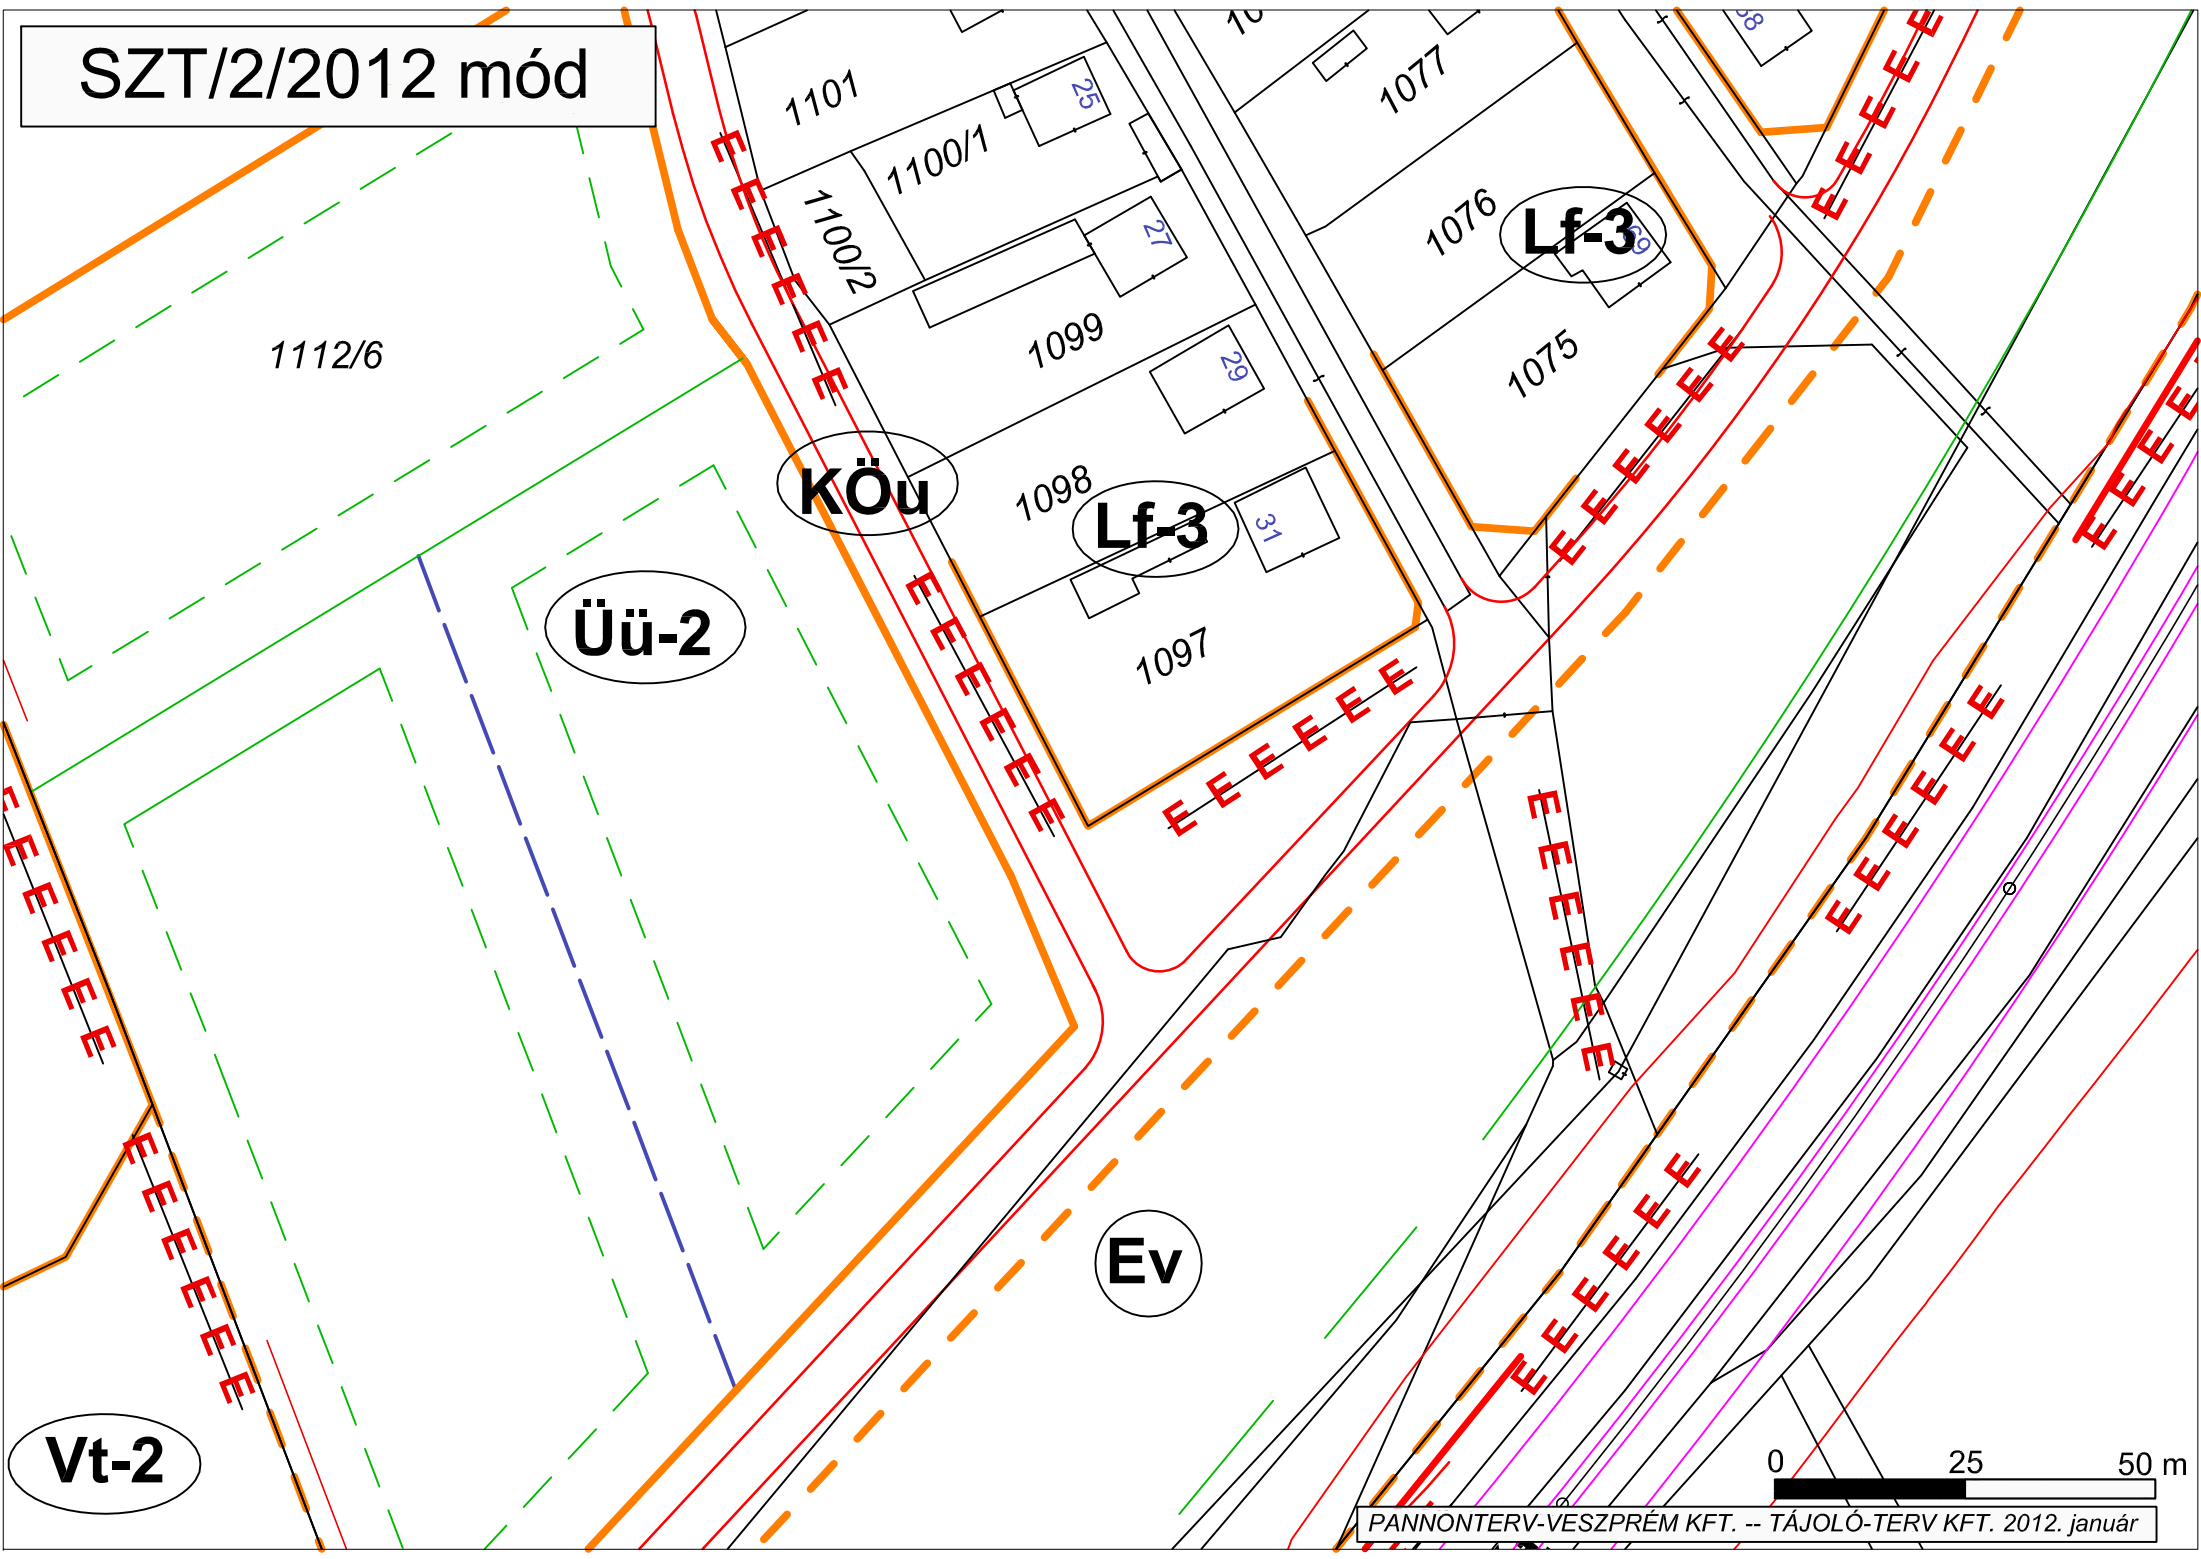 SZT/2/2012 mód
1101
25
1100/1
1100/2
27
1099
29
1098
31
1097
1077
1076
69
1075
Lf-3
Lf-3
KÖu
Üü-2
1112/6
E E E E E E
E E E E E E
E E E E E E
E E E E E
E E E E E
E E E E E E
E E E E
E E E E E E
E E E E E E
E E E E E E
E E E E E E
Ev
Vt-2
0 25 50 m
PANNONTERV-VESZPRÉM KFT. -- TÁJOLÓ-TERV KFT. 2012. január